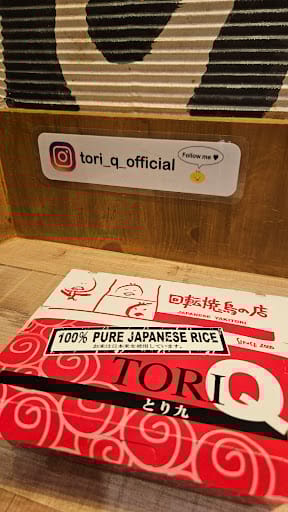 tori_q_official
Follow me ♥
回転焼鳥の店
JAPANESE YAKITORI
Since 2000
100% PURE JAPANESE RICE
お米は日本米を使用しています。
TORI Q
とり九